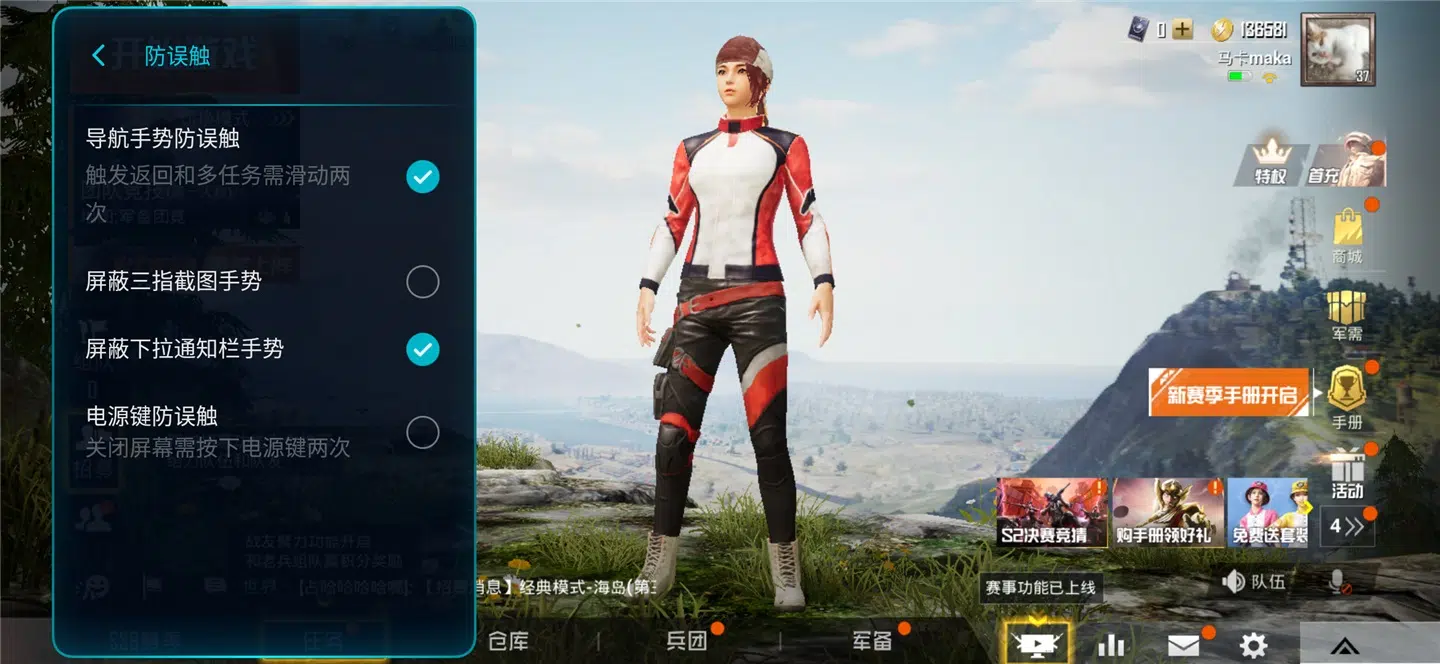 防误触
导航手势防误触
触发返回和多任务需滑动两
次
屏蔽三指截图手势
屏蔽下拉通知栏手势
电源键防误触
关闭屏幕需按下电源键两次
0
136581
马卡maka
37
特权
首充
商城
军需
新赛季手册开启
手册
活动
S2决赛竞猜
购手册领好礼
免费送套装
4
赛事功能已上线
队伍
消息】经典模式-海岛(第
仓库
兵团
军备